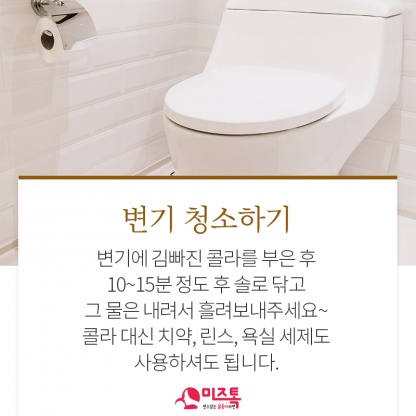 변기 청소하기
변기에 김빠진 콜라를 부은 후
10~15분 정도 후 솔로 닦고
그 물은 내려서 흘려보내주세요~
콜라 대신 치약, 린스, 욕실 세제도
사용하셔도 됩니다.
미즈톡